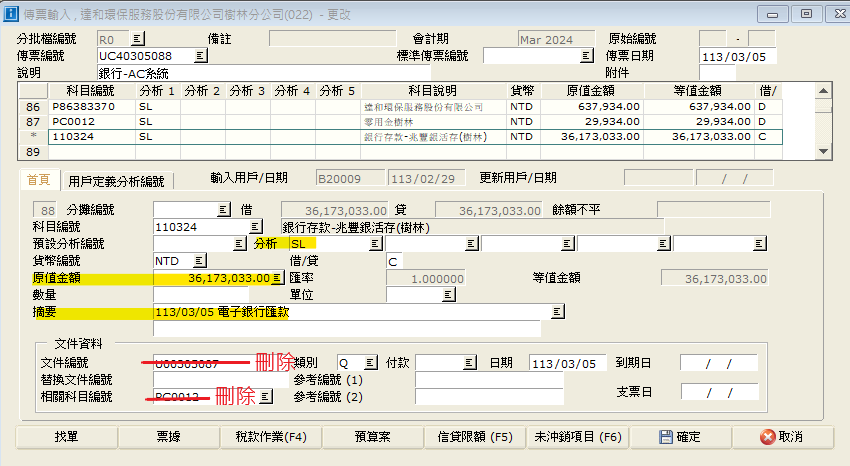 傳票輸入 , 達和環保服務股份有限公司樹林分公司(022) - 更改
分批檔編號 R0 備註 會計期 Mar 2024 原始編號 -
傳票編號 UC40305088 標準傳票編號 傳票日期 113/03/05
說明 銀行-AC系統 附件
科目編號 分析 1 分析 2 分析 3 分析 4 分析 5 科目說明 貨幣 原值金額 等值金額 借/
86 P86383370 SL 達和環保服務股份有限公司 NTD 637,934.00 637,934.00 D
87 PC0012 SL 零用金樹林 NTD 29,934.00 29,934.00 D
* 110324 SL 銀行存款-兆豐銀活存(樹林) NTD 36,173,033.00 36,173,033.00 C
89
首頁 用戶定義分析編號 輸入用戶/日期 B20009 113/02/29 更新用戶/日期 / /
88 分攤編號 借 36,173,033.00 貸 36,173,033.00 餘額不平
科目編號 110324 銀行存款-兆豐銀活存(樹林)
預設分析編號 分析 SL
貨幣編號 NTD 借/貸 C
原值金額 36,173,033.00 匯率 1.000000 等值金額 36,173,033.00
數量 單位
摘要 113/03/05 電子銀行匯款
文件資料
文件編號 U00305087 刪除 類別 Q 付款 日期 113/03/05 到期日 / /
替換文件編號 參考編號 (1)
相關科目編號 PC0012 刪除 參考編號 (2) 支票日 / /
找單 票據 稅款作業(F4) 預算案 信貸限額 (F5) 未沖銷項目 (F6) 確定 取消